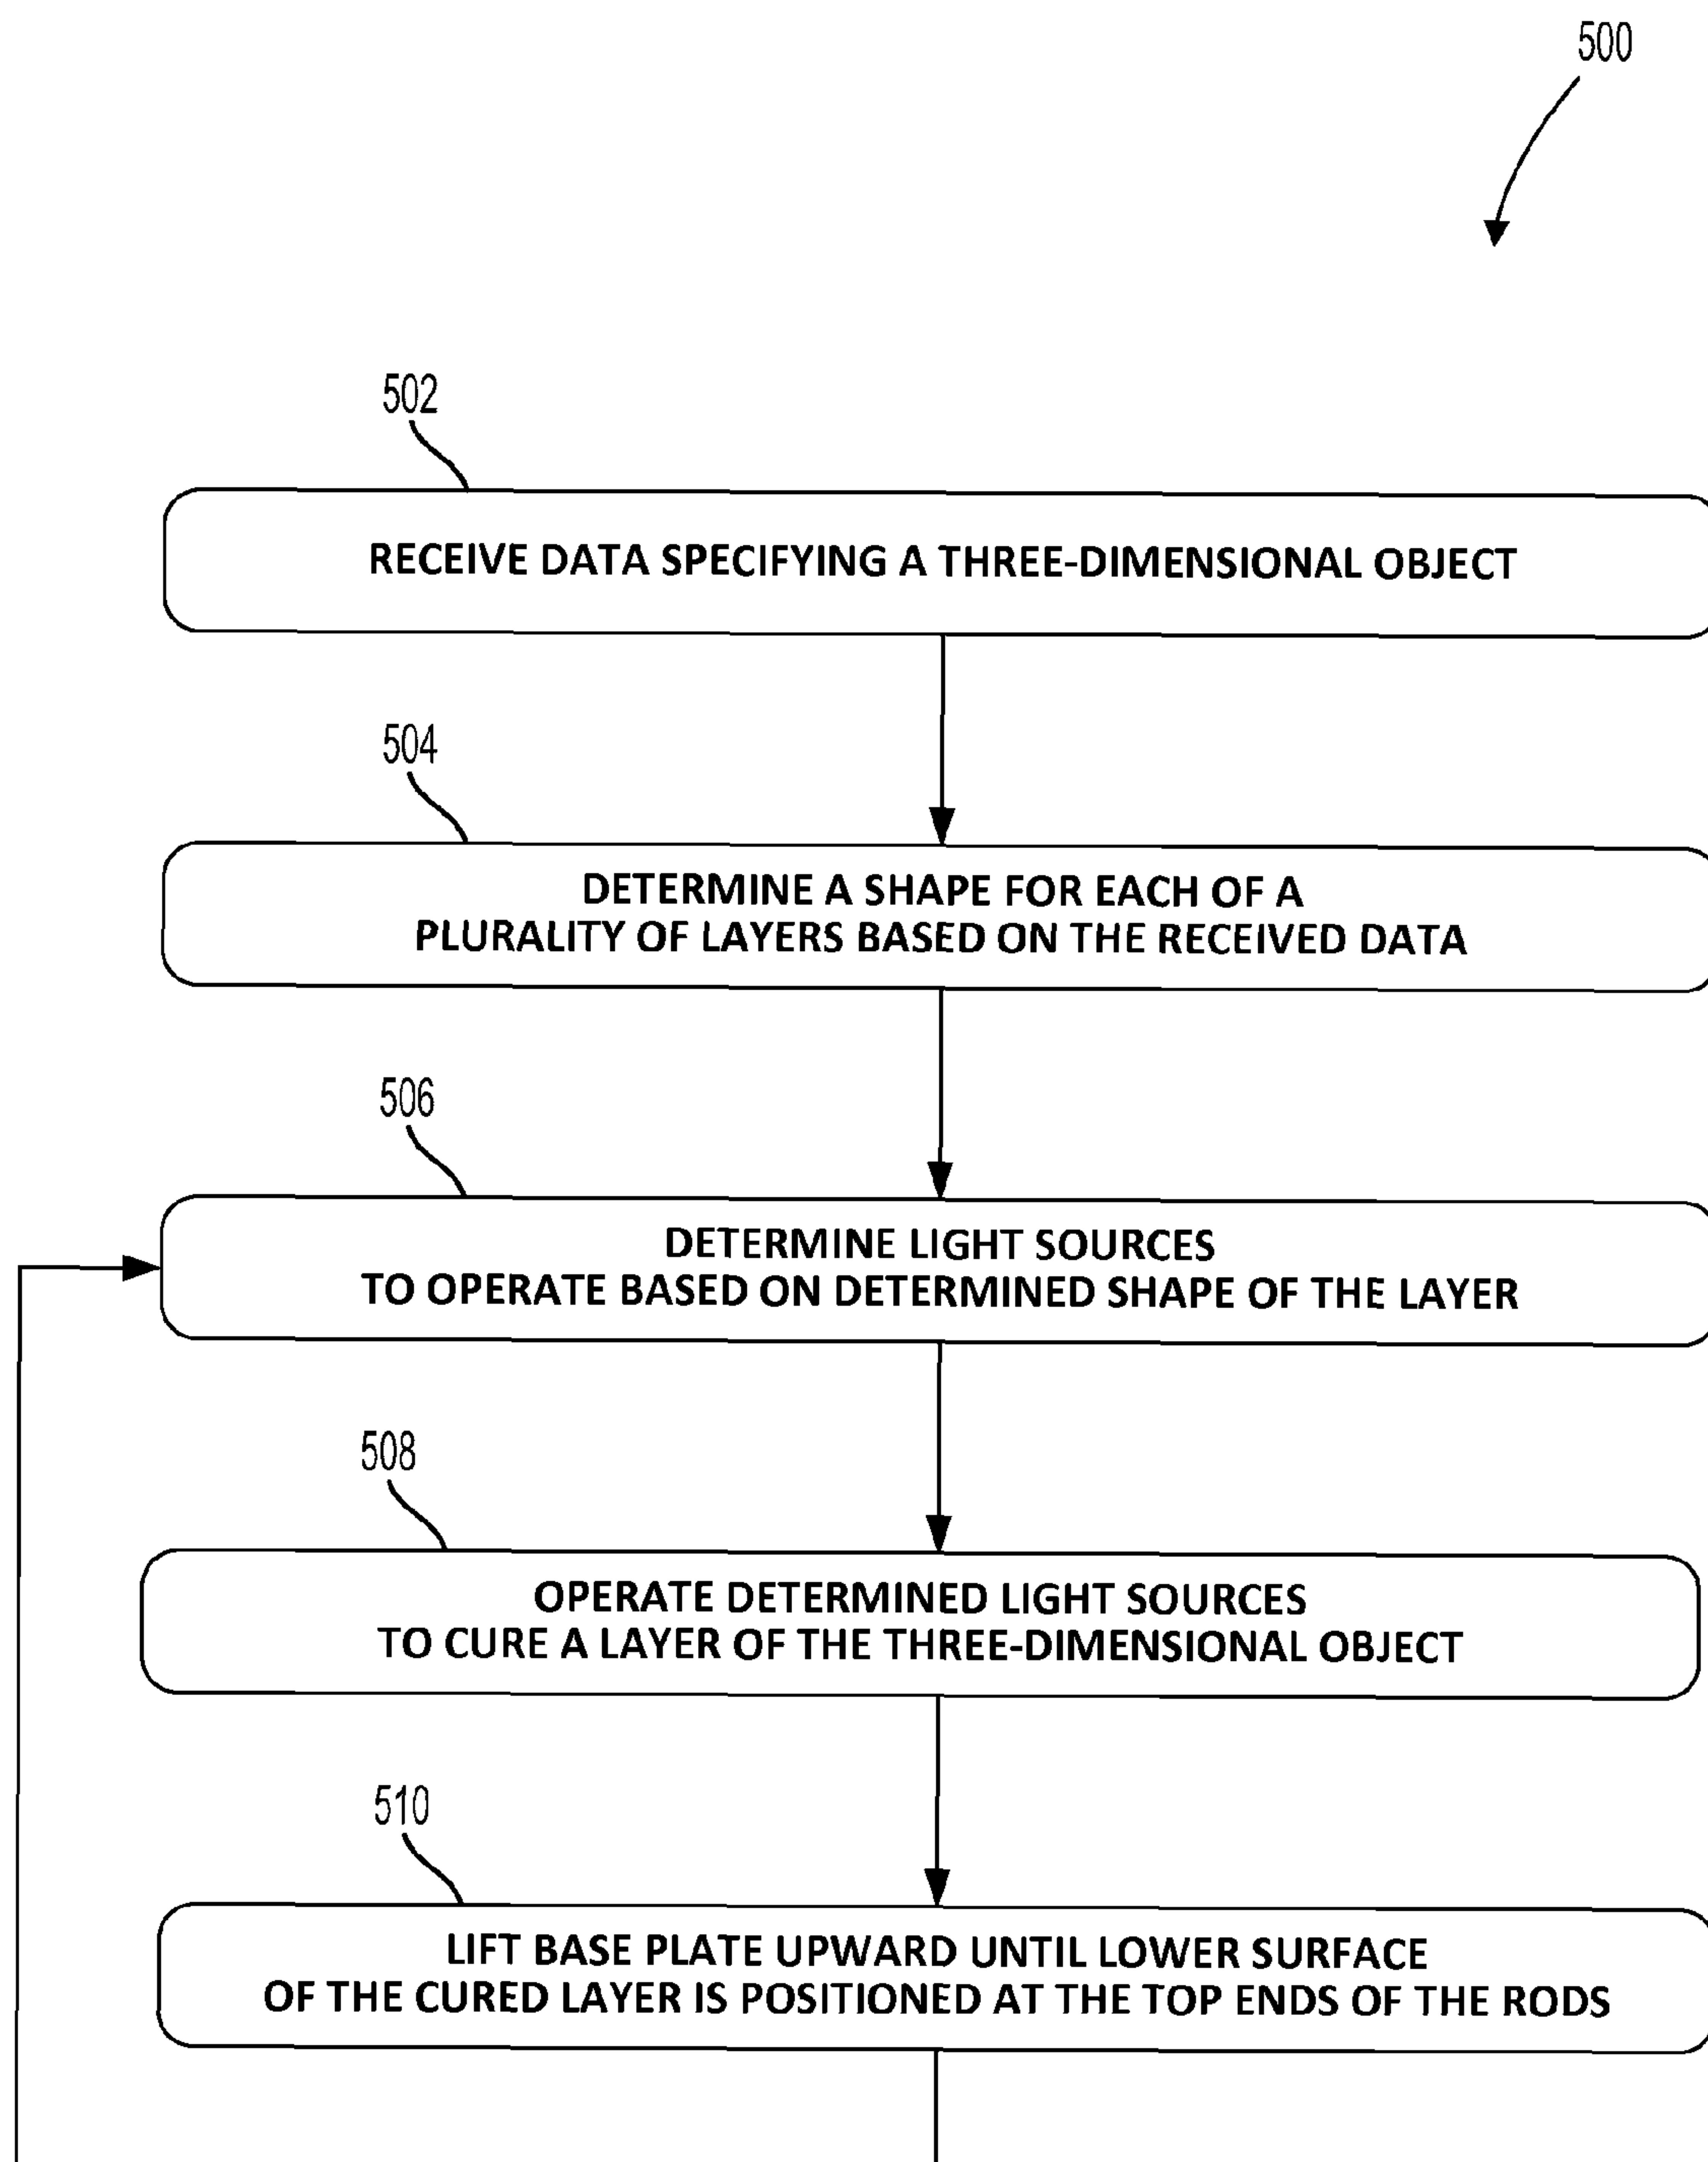 500
502
RECEIVE DATA SPECIFYING A THREE-DIMENSIONAL OBJECT
504
DETERMINE A SHAPE FOR EACH OF A
PLURALITY OF LAYERS BASED ON THE RECEIVED DATA
506
DETERMINE LIGHT SOURCES
TO OPERATE BASED ON DETERMINED SHAPE OF THE LAYER
508
OPERATE DETERMINED LIGHT SOURCES
TO CURE A LAYER OF THE THREE-DIMENSIONAL OBJECT
510
LIFT BASE PLATE UPWARD UNTIL LOWER SURFACE
OF THE CURED LAYER IS POSITIONED AT THE TOP ENDS OF THE RODS